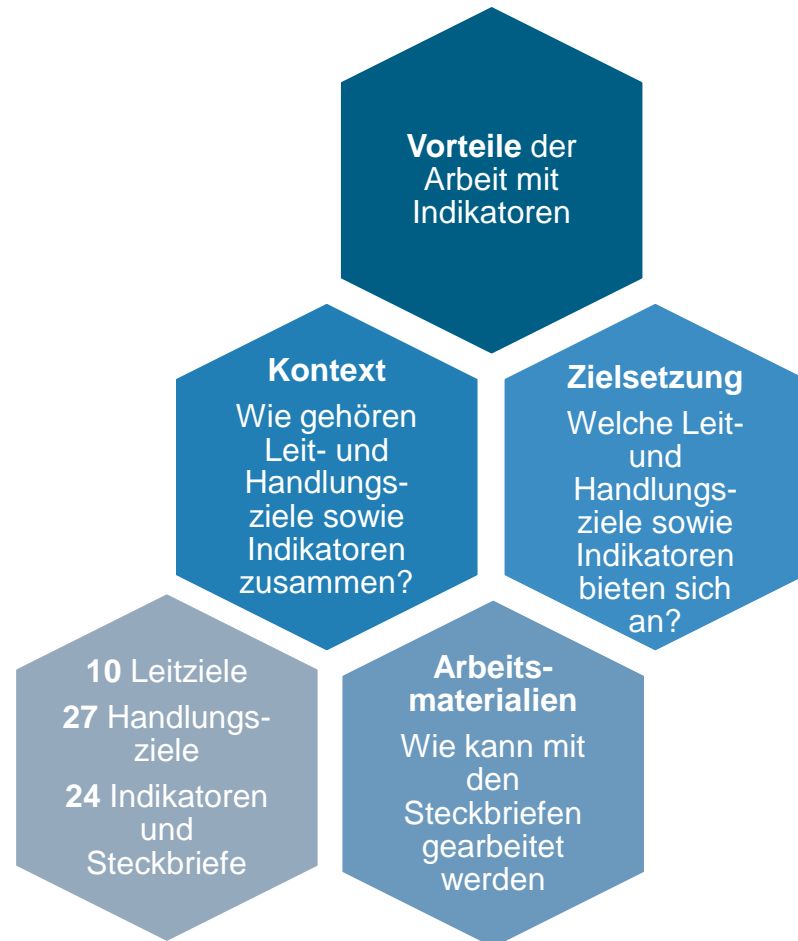 Vorteile der
Arbeit mit
Indikatoren
Kontext
Wie gehören
Leit- und
Handlungs-
ziele sowie
Indikatoren
zusammen?
Zielsetzung
Welche Leit-
und
Handlungs-
ziele sowie
Indikatoren
bieten sich
an?
10 Leitziele
27 Handlungs-
ziele
24 Indikatoren
und
Steckbriefe
Arbeits-
materialien
Wie kann mit
den
Steckbriefen
gearbeitet
werden